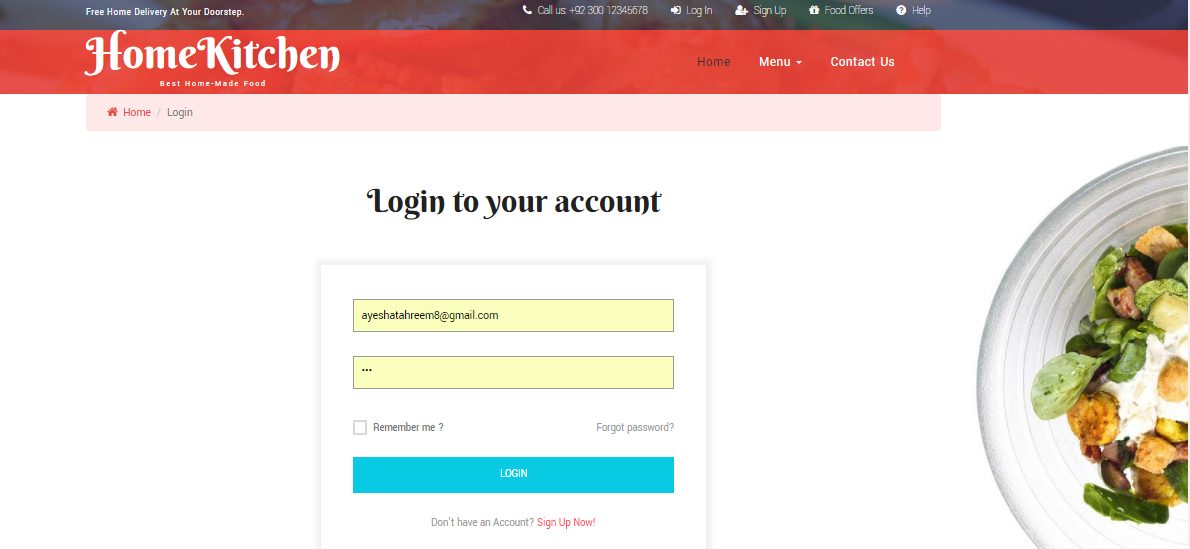 Free Home Delivery At Your Doorstep.
Call us: +92 300 12345678 Log In Sign Up Food Offers Help
HomeKitchen
Best Home-Made Food
Home Menu Contact Us
Home / Login
Login to your account
ayeshatahreem8@gmail.com
•••
Remember me ? Forgot password?
LOGIN
Don't have an Account? Sign Up Now!